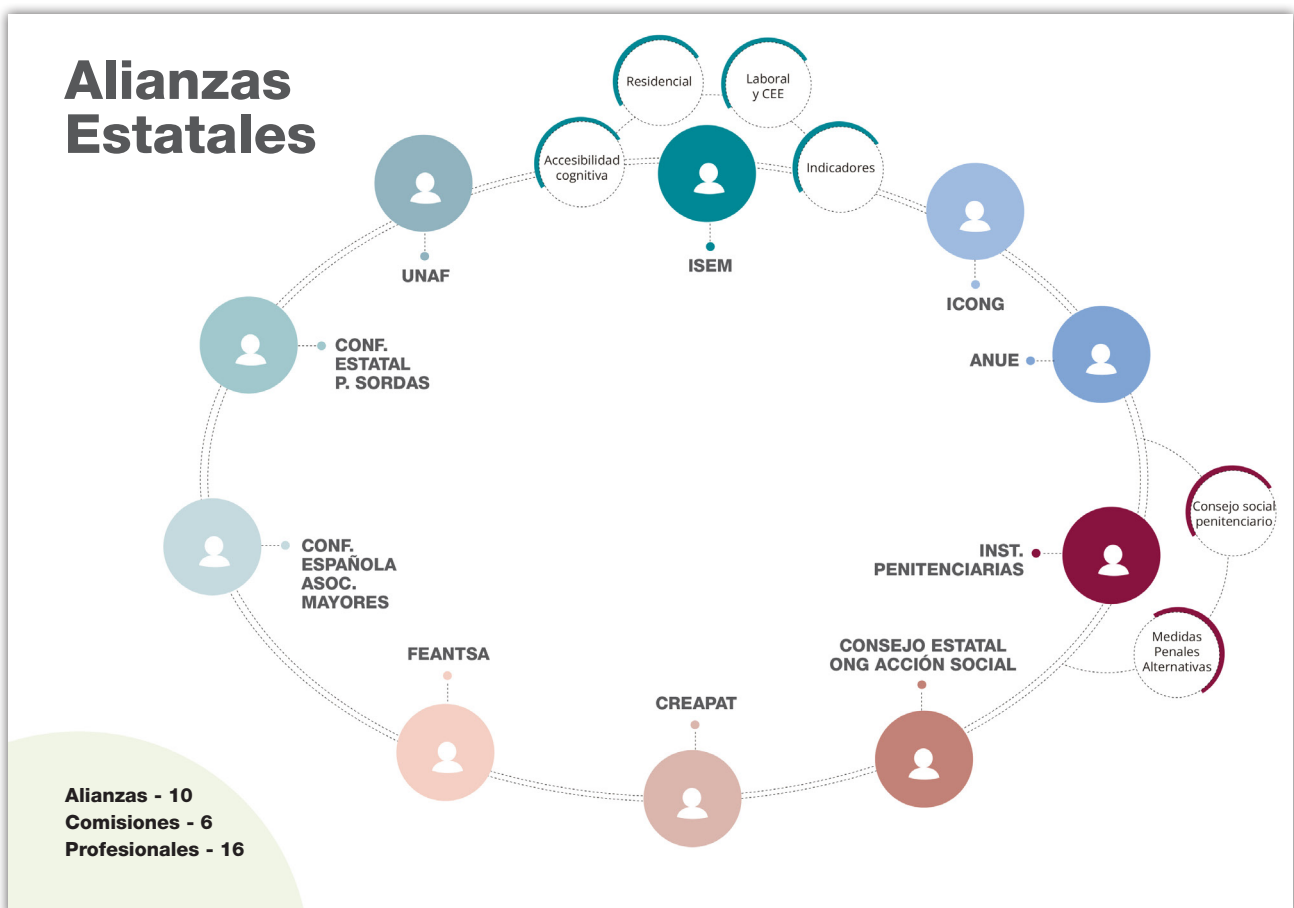 Alianzas
Estatales
Residencial
Laboral
y CEE
Accesibilidad
cognitiva
Indicadores
UNAF
ISEM
ICONG
CONF.
ESTATAL
P. SORDAS
ANUE
Consejo social
penitenciario
CONF.
ESPAÑOLA
ASOC.
MAYORES
INST.
PENITENCIARIAS
Medidas
Penales
Alternativas
FEANTSA
CONSEJO ESTATAL
ONG ACCIÓN SOCIAL
CREAPAT
Alianzas - 10
Comisiones - 6
Profesionales - 16